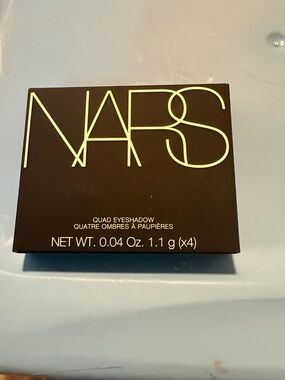 NARS
QUAD EYESHADOW
QUATRE OMBRES À PAUPIÈRES
NET WT. 0.04 Oz. 1.1 g (x4)